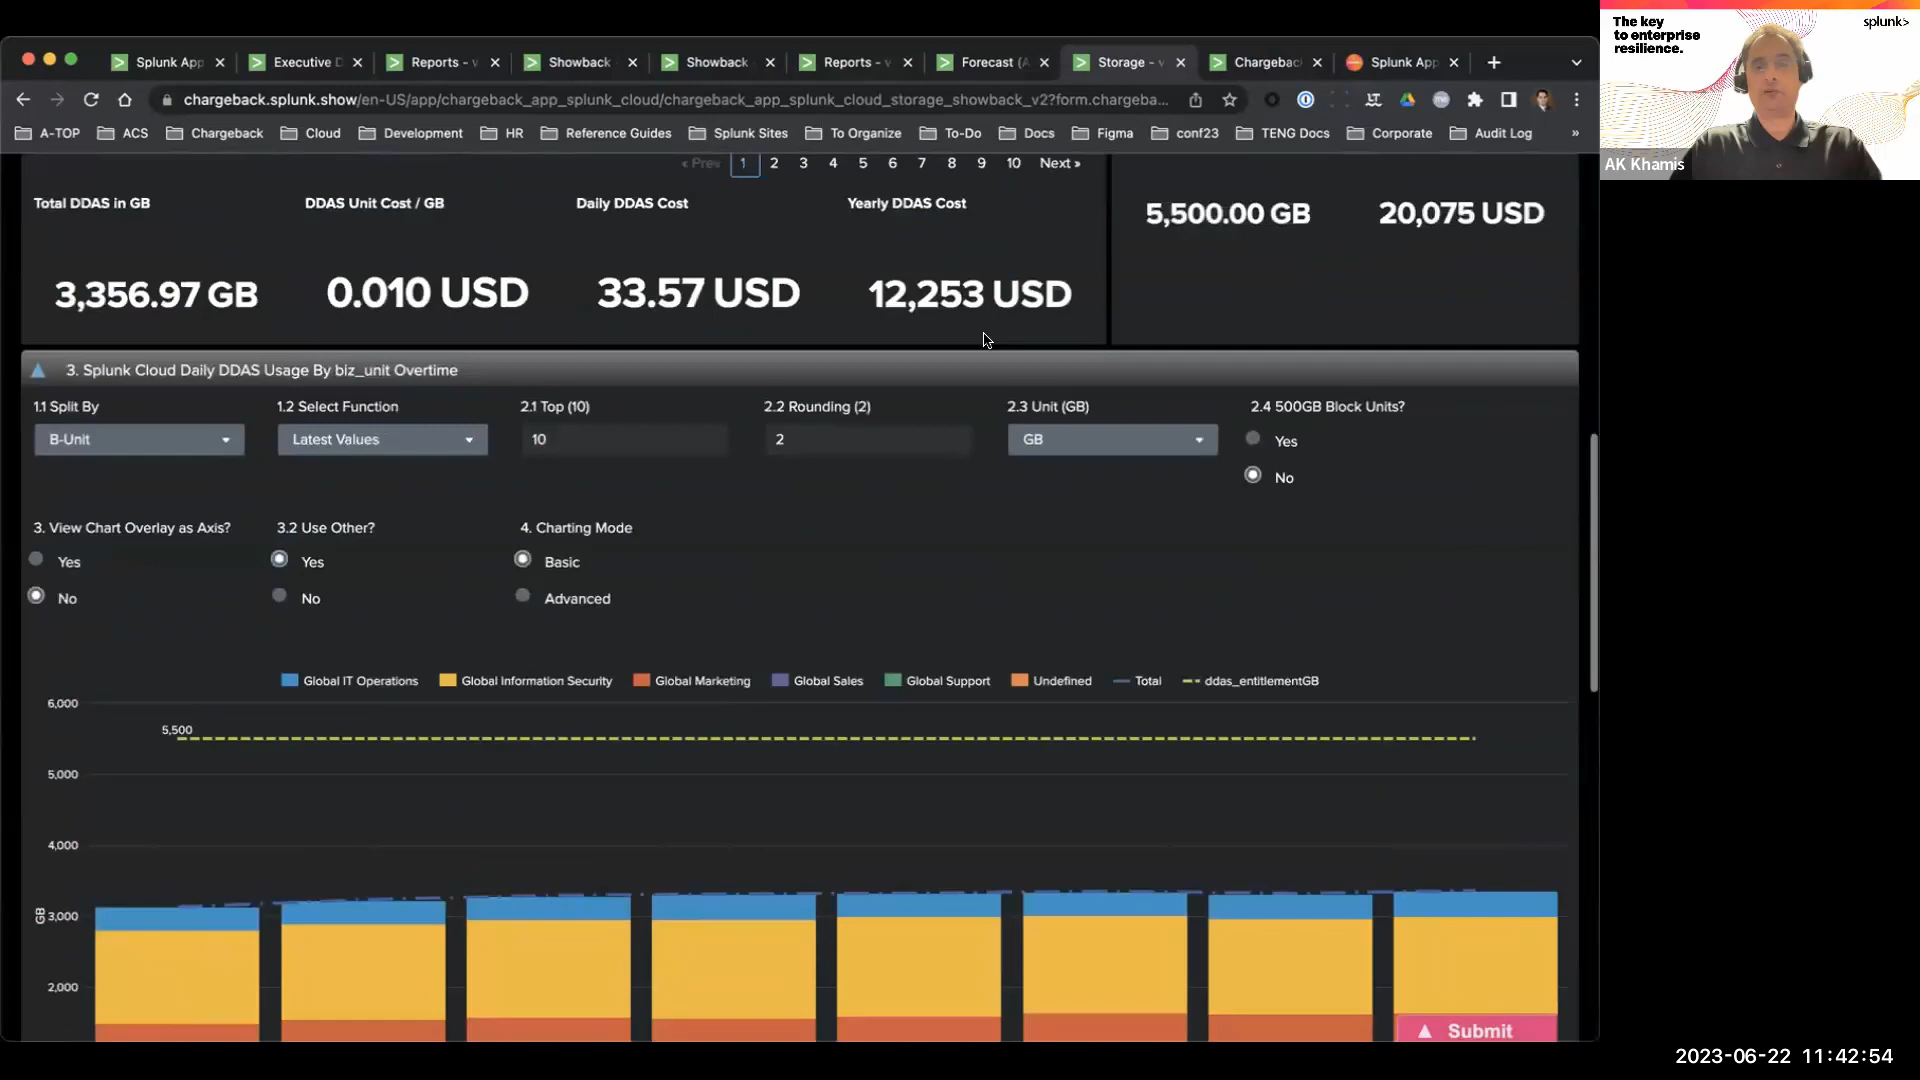 Splunk App
Executive D
Reports - v
Showback
Showback
Reports - v
Forecast (A
Storage - v
Chargebac
Splunk App
chargeback.splunk.show/en-US/app/chargeback_app_splunk_cloud/chargeback_app_splunk_cloud_storage_showback_v2?form.chargeba...
A-TOP ACS Chargeback Cloud Development HR Reference Guides Splunk Sites To Organize To-Do Docs Figma conf23 TENG Docs Corporate Audit Log »
« Prev 1 2 3 4 5 6 7 8 9 10 Next »
Total DDAS in GB DDAS Unit Cost / GB Daily DDAS Cost Yearly DDAS Cost
5,500.00 GB 20,075 USD
3,356.97 GB 0.010 USD 33.57 USD 12,253 USD
3. Splunk Cloud Daily DDAS Usage By biz_unit Overtime
1.1 Split By 1.2 Select Function 2.1 Top (10) 2.2 Rounding (2) 2.3 Unit (GB) 2.4 500GB Block Units?
B-Unit Latest Values 10 2 GB Yes
No
3. View Chart Overlay as Axis? 3.2 Use Other? 4. Charting Mode
Yes Yes Basic
No No Advanced
Global IT Operations Global Information Security Global Marketing Global Sales Global Support Undefined Total ddas_entitlementGB
6,000
5,500
5,000
4,000
3,000
GB
2,000
Submit
The key
to enterprise
resilience.
splunk>
AK Khamis
2023-06-22 11:42:54